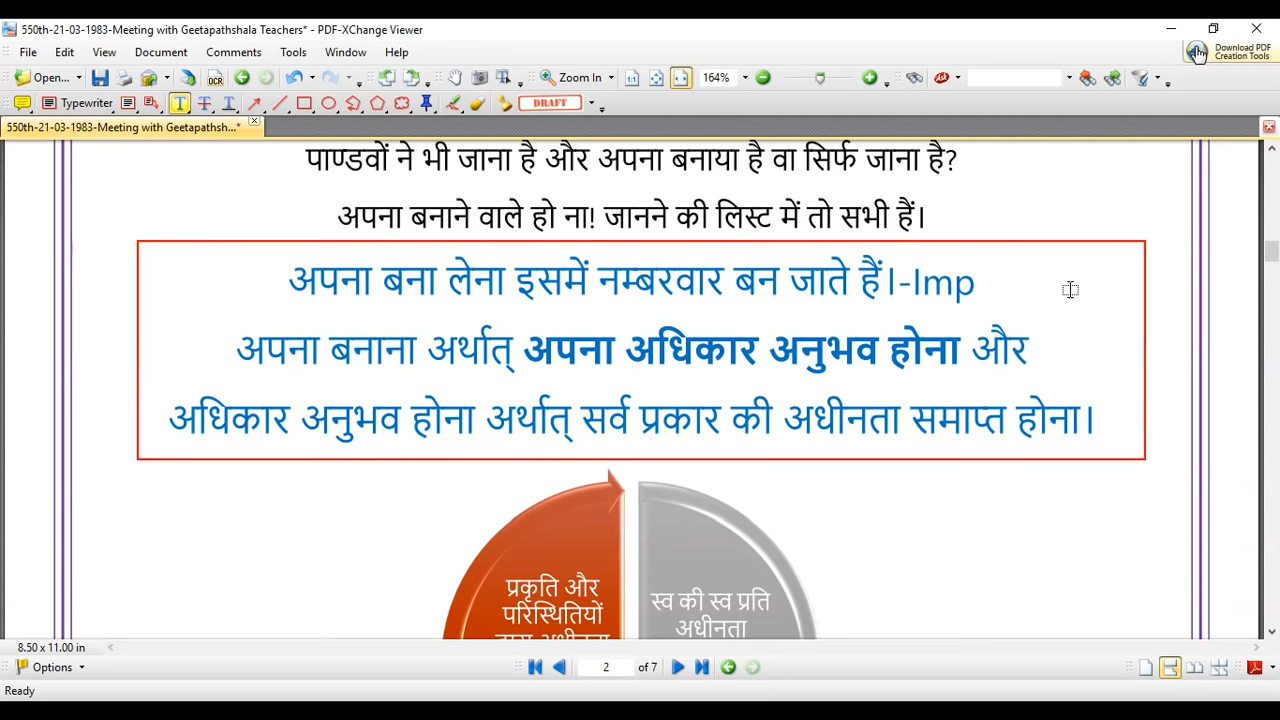 550th-21-03-1983-Meeting with Geetapathshala Teachers* - PDF-XChange Viewer
File Edit View Document Comments Tools Window Help
Download PDF
Creation Tools
Open... OCR Zoom In 164%
Typewriter DRAFT
550th-21-03-1983-Meeting with Geetapathsh...*
पाण्डवों ने भी जाना है और अपना बनाया है वा सिर्फ जाना है?
अपना बनाने वाले हो ना! जानने की लिस्ट में तो सभी हैं।
अपना बना लेना इसमें नम्बरवार बन जाते हैं।-Imp
अपना बनाना अर्थात् अपना अधिकार अनुभव होना और
अधिकार अनुभव होना अर्थात् सर्व प्रकार की अधीनता समाप्त होना।
प्रकृति और
परिस्थितियों
स्व की स्व प्रति
अधीनता
8.50 x 11.00 in
Options 2 of 7
Ready